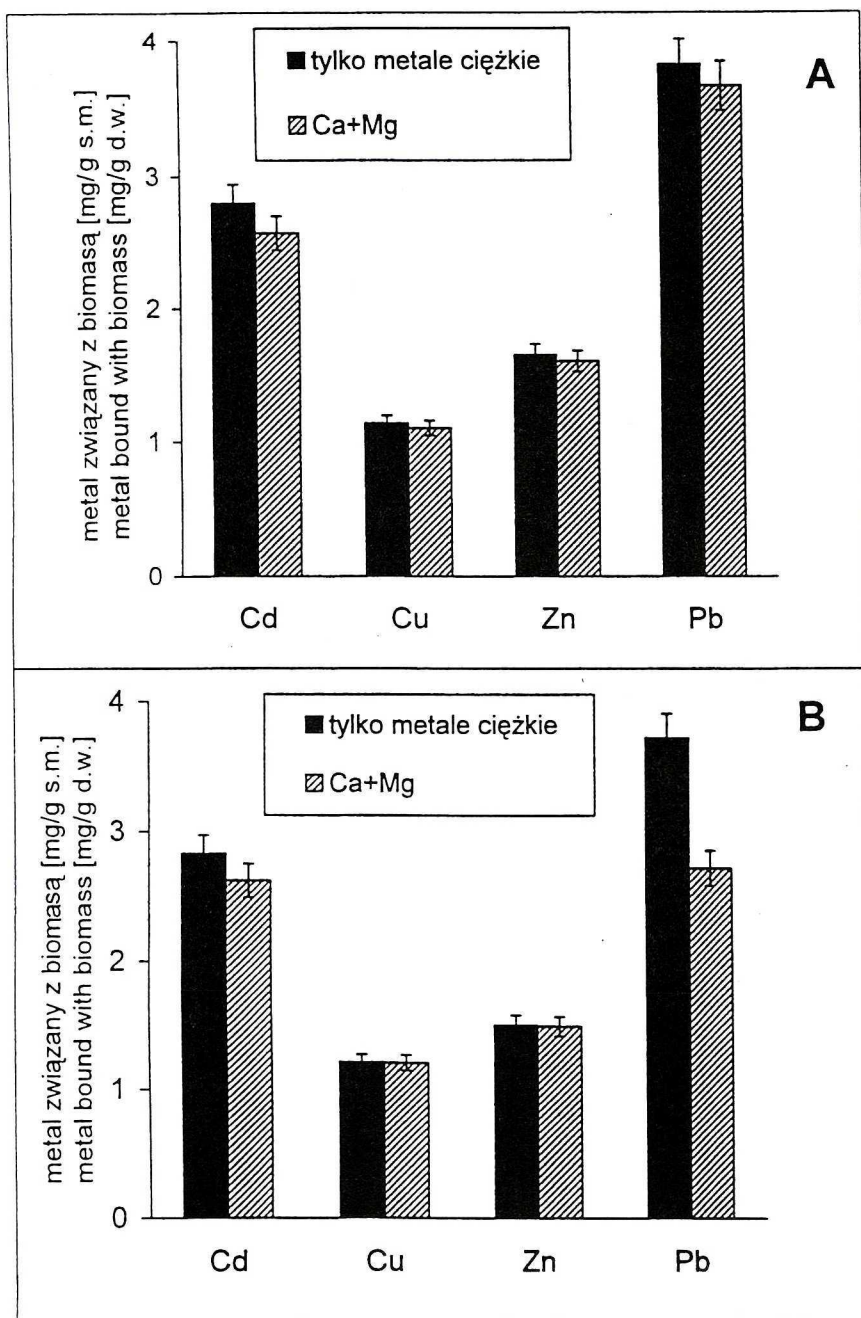 A
tylko metale ciężkie
Ca+Mg
metal związany z biomasą [mg/g s.m.]
metal bound with biomass [mg/g d.w.]
4
3
2
1
0
Cd Cu Zn Pb
B
tylko metale ciężkie
Ca+Mg
metal związany z biomasą [mg/g s.m.]
metal bound with biomass [mg/g d.w.]
4
3
2
1
0
Cd Cu Zn Pb